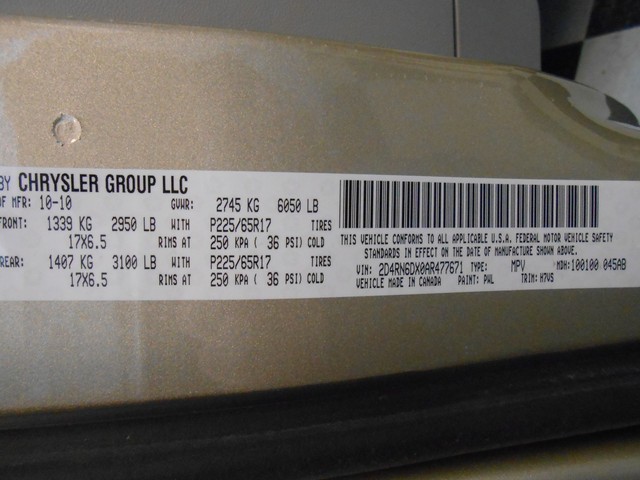 BY CHRYSLER GROUP LLC
OF MFR: 10-10 GVWR: 2745 KG 6050 LB
FRONT: 1339 KG 2950 LB WITH P225/65R17 TIRES
17X6.5 RIMS AT 250 KPA ( 36 PSI) COLD
REAR: 1407 KG 3100 LB WITH P225/65R17 TIRES
17X6.5 RIMS AT 250 KPA ( 36 PSI) COLD
THIS VEHICLE CONFORMS TO ALL APPLICABLE U.S.A. FEDERAL MOTOR VEHICLE SAFETY
STANDARDS IN EFFECT ON THE DATE OF MANUFACTURE SHOWN ABOVE.
VIN: 2D4RN6DX0AR477671 TYPE: MPV MDH: 100100 045AB
VEHICLE MADE IN CANADA PAINT: PWL TRIM: H7V5